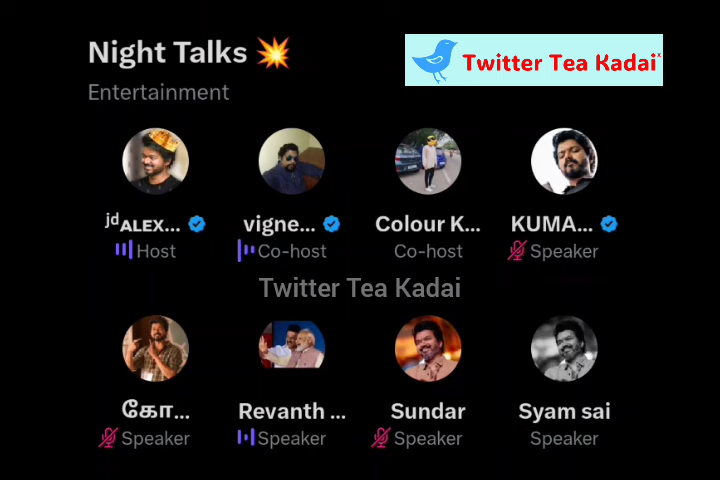 Night Talks 💥
Twitter Tea Kadai
Entertainment
ʲᵈᴀʟᴇx... vigne... Colour K... KUMA...
Host Co-host Co-host Speaker
Twitter Tea Kadai
கோ... Revanth ... Sundar Syam sai
Speaker Speaker Speaker Speaker